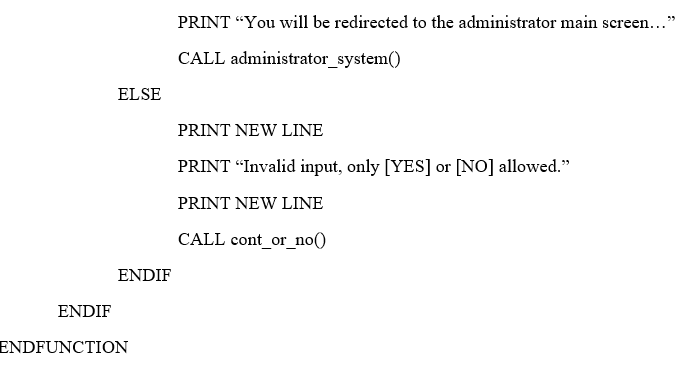 PRINT “You will be redirected to the administrator main screen…”
CALL administrator_system()
ELSE
PRINT NEW LINE
PRINT “Invalid input, only [YES] or [NO] allowed.”
PRINT NEW LINE
CALL cont_or_no()
ENDIF
ENDIF
ENDFUNCTION